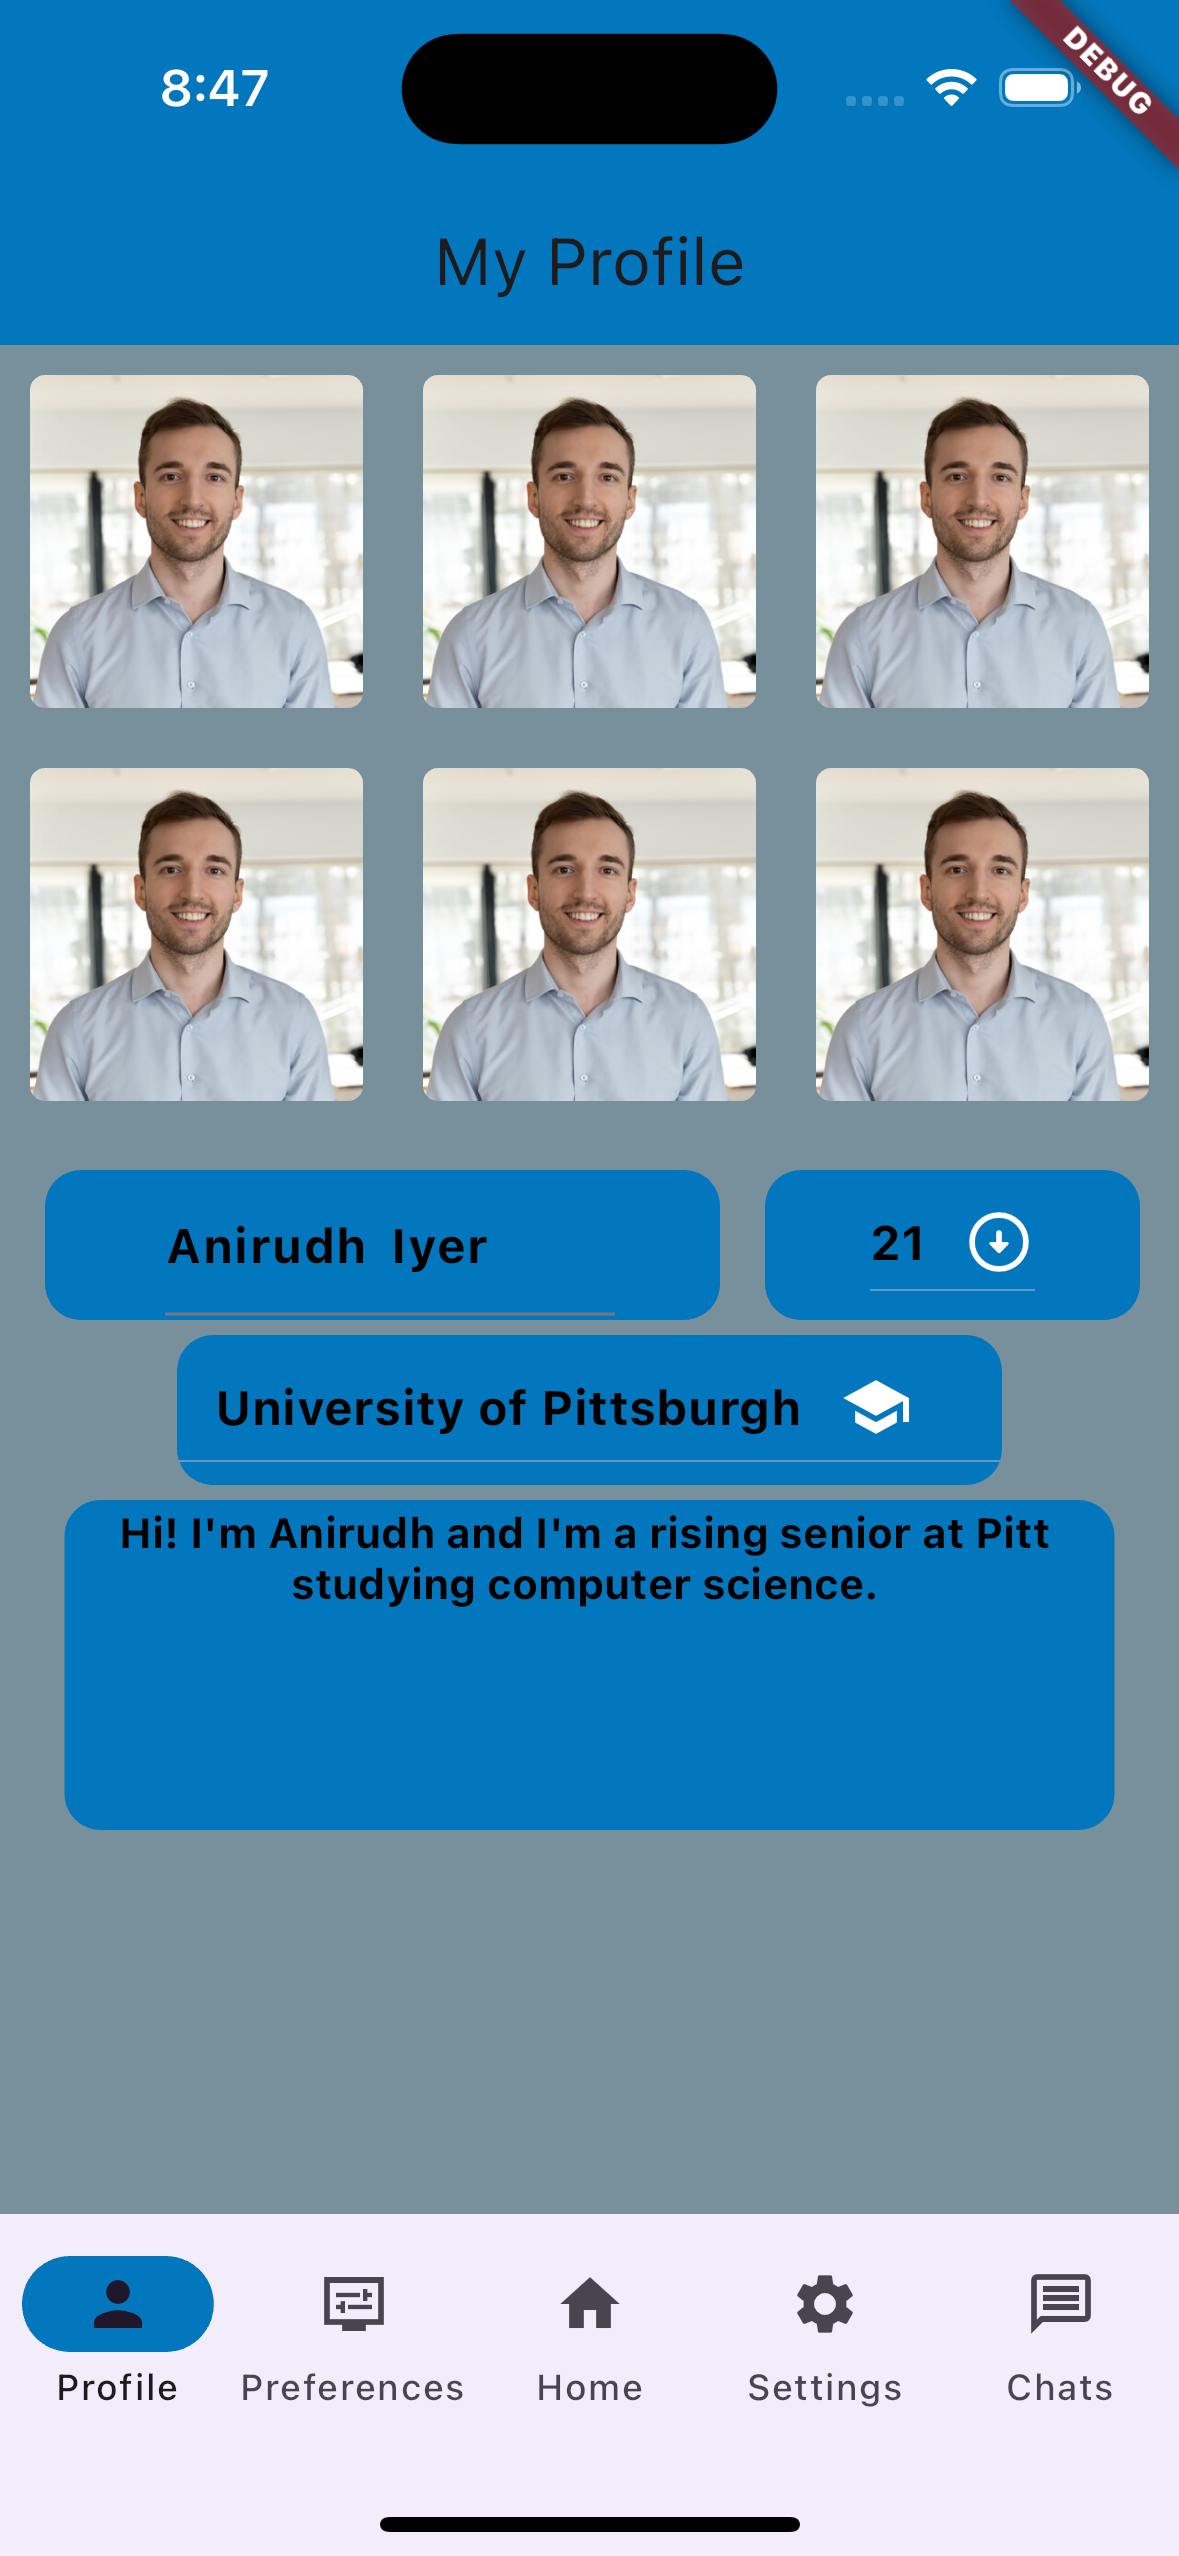 8:47
DEBUG
My Profile
Anirudh Iyer
21
University of Pittsburgh
Hi! I'm Anirudh and I'm a rising senior at Pitt
studying computer science.
Profile Preferences Home Settings Chats